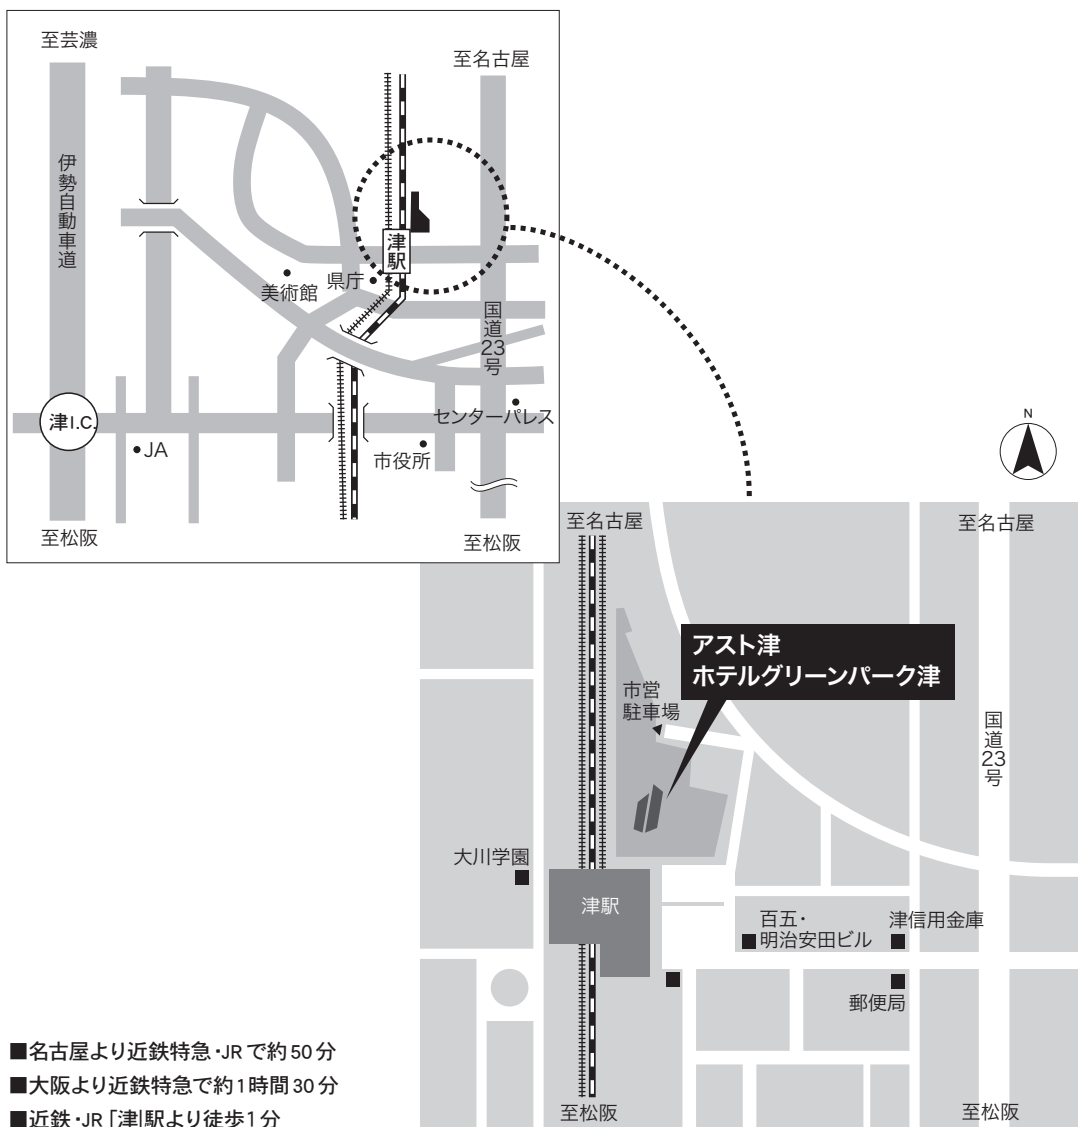 至芸濃
至名古屋
伊勢自動車道
津駅
県庁
美術館
国道23号
津I.C.
センターパレス
JA
市役所
至松阪
至松阪
N
至名古屋
至名古屋
アスト津
ホテルグリーンパーク津
市営
駐車場
国道23号
大川学園
津駅
百五・
明治安田ビル
津信用金庫
郵便局
至松阪
至松阪
■名古屋より近鉄特急・JRで約50分
■大阪より近鉄特急で約1時間30分
■近鉄・JR「津」駅より徒歩1分